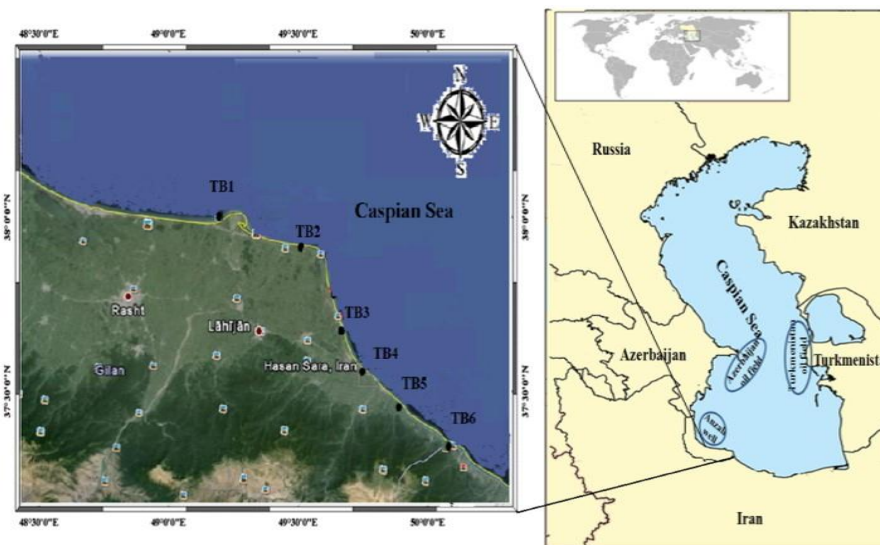 48°30'0"E
49°0'0"E
49°30'0"E
50°0'0"E
38°0'0"N
37°30'0"N
N
W
E
S
TB1
Caspian Sea
TB2
Rasht
Lāhījān
TB3
Hasan Sara, Iran
TB4
Gilan
TB5
TB6
38°0'0"N
37°30'0"N
48°30'0"E
49°0'0"E
49°30'0"E
50°0'0"E
Russia
Kazakhstan
Caspian Sea
Azerbaijan
Azerbaijan
oil field
Turkmenistan
oil field
Turkmenista
Anzali
well
Iran